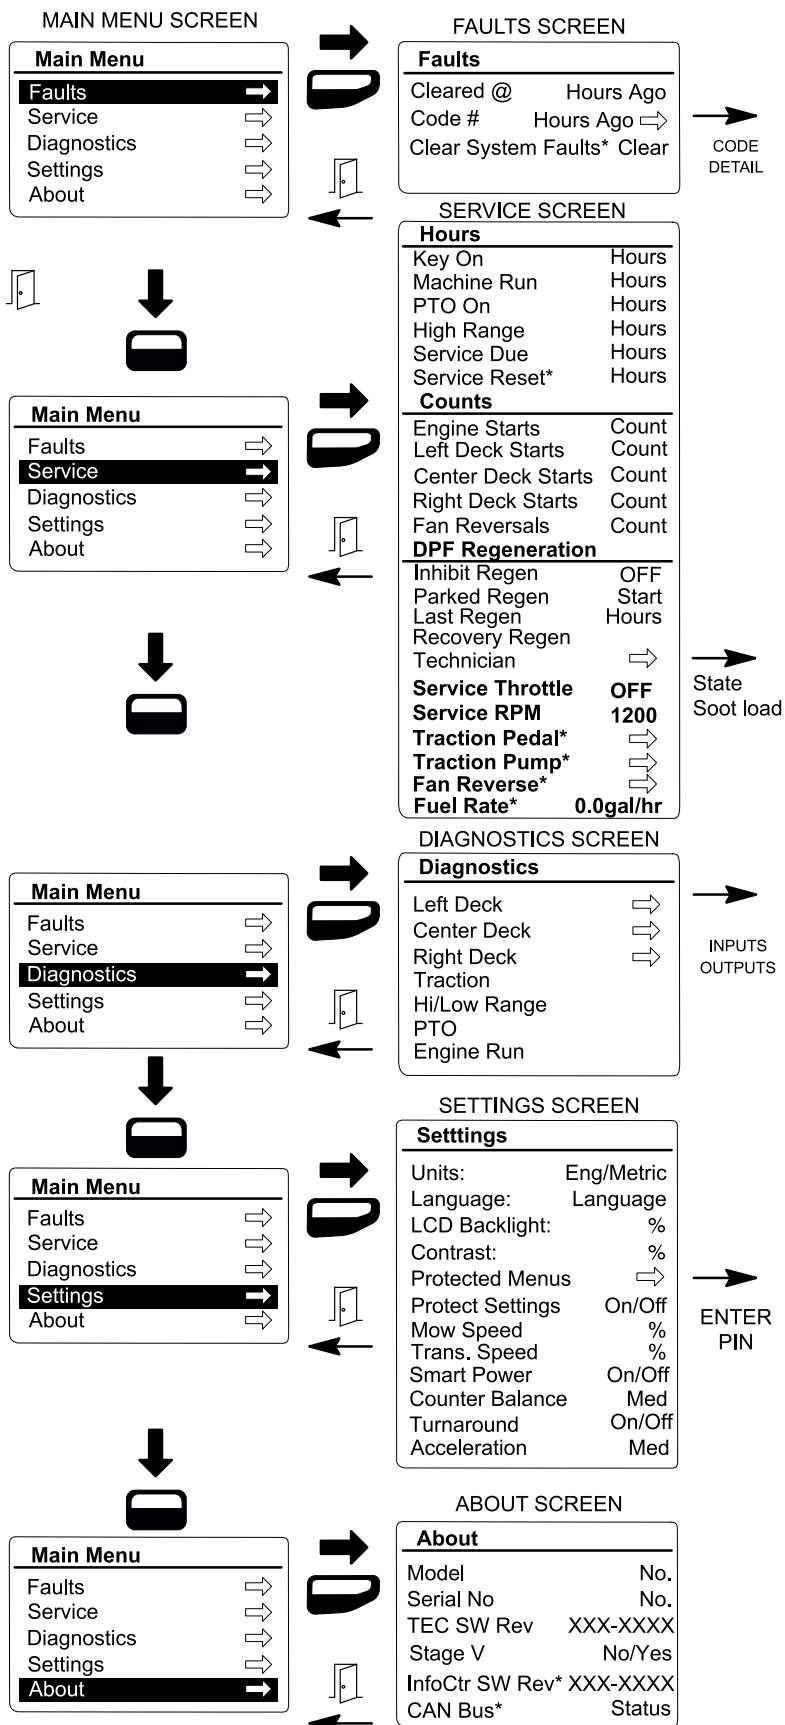 MAIN MENU SCREEN
Main Menu
Faults
Service
Diagnostics
Settings
About
FAULTS SCREEN
Faults
Cleared @ Hours Ago
Code # Hours Ago
Clear System Faults* Clear
CODE
DETAIL
SERVICE SCREEN
Hours
Key On Hours
Machine Run Hours
PTO On Hours
High Range Hours
Service Due Hours
Service Reset* Hours
Counts
Engine Starts Count
Left Deck Starts Count
Center Deck Starts Count
Right Deck Starts Count
Fan Reversals Count
DPF Regeneration
Inhibit Regen OFF
Parked Regen Start
Last Regen Hours
Recovery Regen
Technician
Service Throttle OFF
Service RPM 1200
Traction Pedal*
Traction Pump*
Fan Reverse*
Fuel Rate* 0.0gal/hr
State
Soot load
Main Menu
Faults
Service
Diagnostics
Settings
About
DIAGNOSTICS SCREEN
Diagnostics
Left Deck
Center Deck
Right Deck
Traction
Hi/Low Range
PTO
Engine Run
INPUTS
OUTPUTS
Main Menu
Faults
Service
Diagnostics
Settings
About
SETTINGS SCREEN
Setttings
Units: Eng/Metric
Language: Language
LCD Backlight: %
Contrast: %
Protected Menus
Protect Settings On/Off
Mow Speed %
Trans. Speed %
Smart Power On/Off
Counter Balance Med
Turnaround On/Off
Acceleration Med
ENTER
PIN
Main Menu
Faults
Service
Diagnostics
Settings
About
ABOUT SCREEN
About
Model No.
Serial No No.
TEC SW Rev XXX-XXXX
Stage V No/Yes
InfoCtr SW Rev* XXX-XXXX
CAN Bus* Status
Main Menu
Faults
Service
Diagnostics
Settings
About